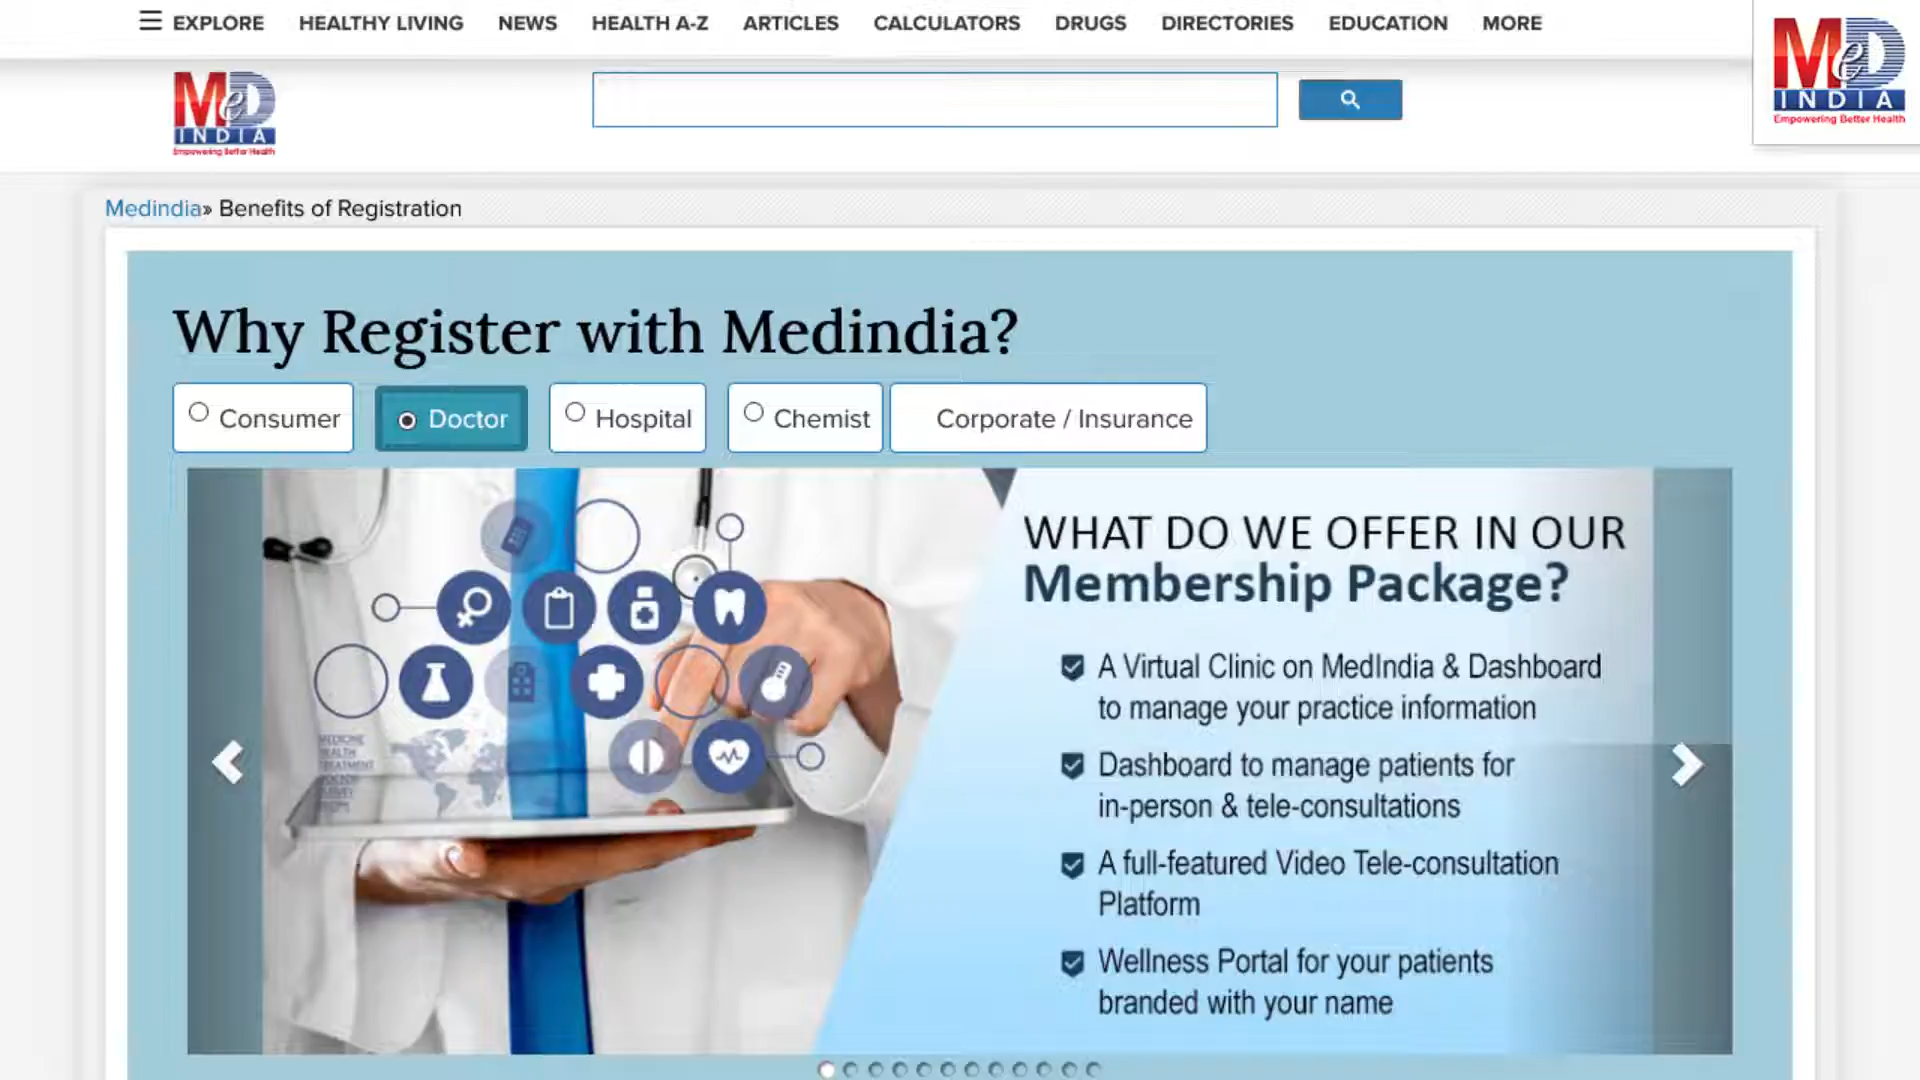 EXPLORE HEALTHY LIVING NEWS HEALTH A-Z ARTICLES CALCULATORS DRUGS DIRECTORIES EDUCATION MORE
MeD
INDIA
Empowering Better Health
MeD
INDIA
Empowering Better Health
Medindia» Benefits of Registration
Why Register with Medindia?
Consumer Doctor Hospital Chemist Corporate / Insurance
WHAT DO WE OFFER IN OUR
Membership Package?
A Virtual Clinic on MedIndia & Dashboard
to manage your practice information
Dashboard to manage patients for
in-person & tele-consultations
A full-featured Video Tele-consultation
Platform
Wellness Portal for your patients
branded with your name
MEDICINE
HEALTH
TREATMENT